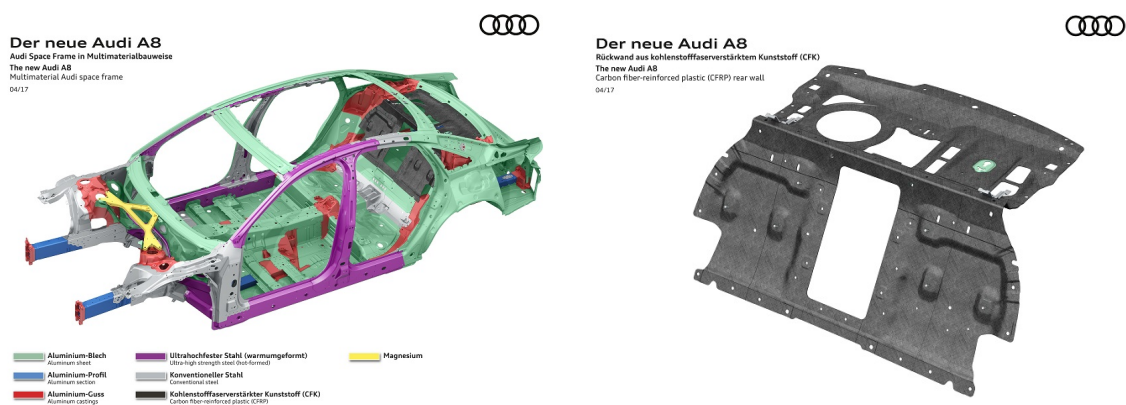 Der neue Audi A8
Audi Space Frame in Multimaterialbauweise
The new Audi A8
Multimaterial Audi space frame
04/17
Aluminium-Blech
Aluminum sheet
Aluminium-Profil
Aluminum section
Aluminium-Guss
Aluminum castings
Ultrahochfester Stahl (warmumgeformt)
Ultra-high strength steel (hot-formed)
Konventioneller Stahl
Conventional steel
Kohlenstofffaserverstärkter Kunststoff (CFK)
Carbon fiber-reinforced plastic (CFRP)
Magnesium
Der neue Audi A8
Rückwand aus kohlenstofffaserverstärktem Kunststoff (CFK)
The new Audi A8
Carbon fiber-reinforced plastic (CFRP) rear wall
04/17